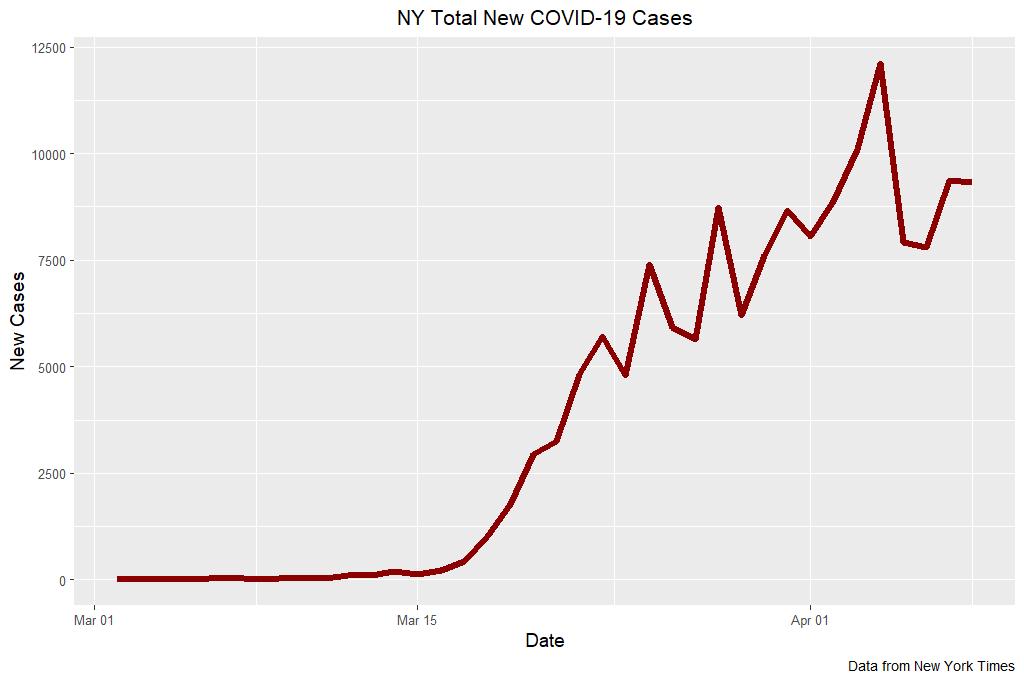 NY Total New COVID-19 Cases
12500
10000
7500
5000
2500
0
New Cases
Mar 01
Mar 15
Apr 01
Date
Data from New York Times